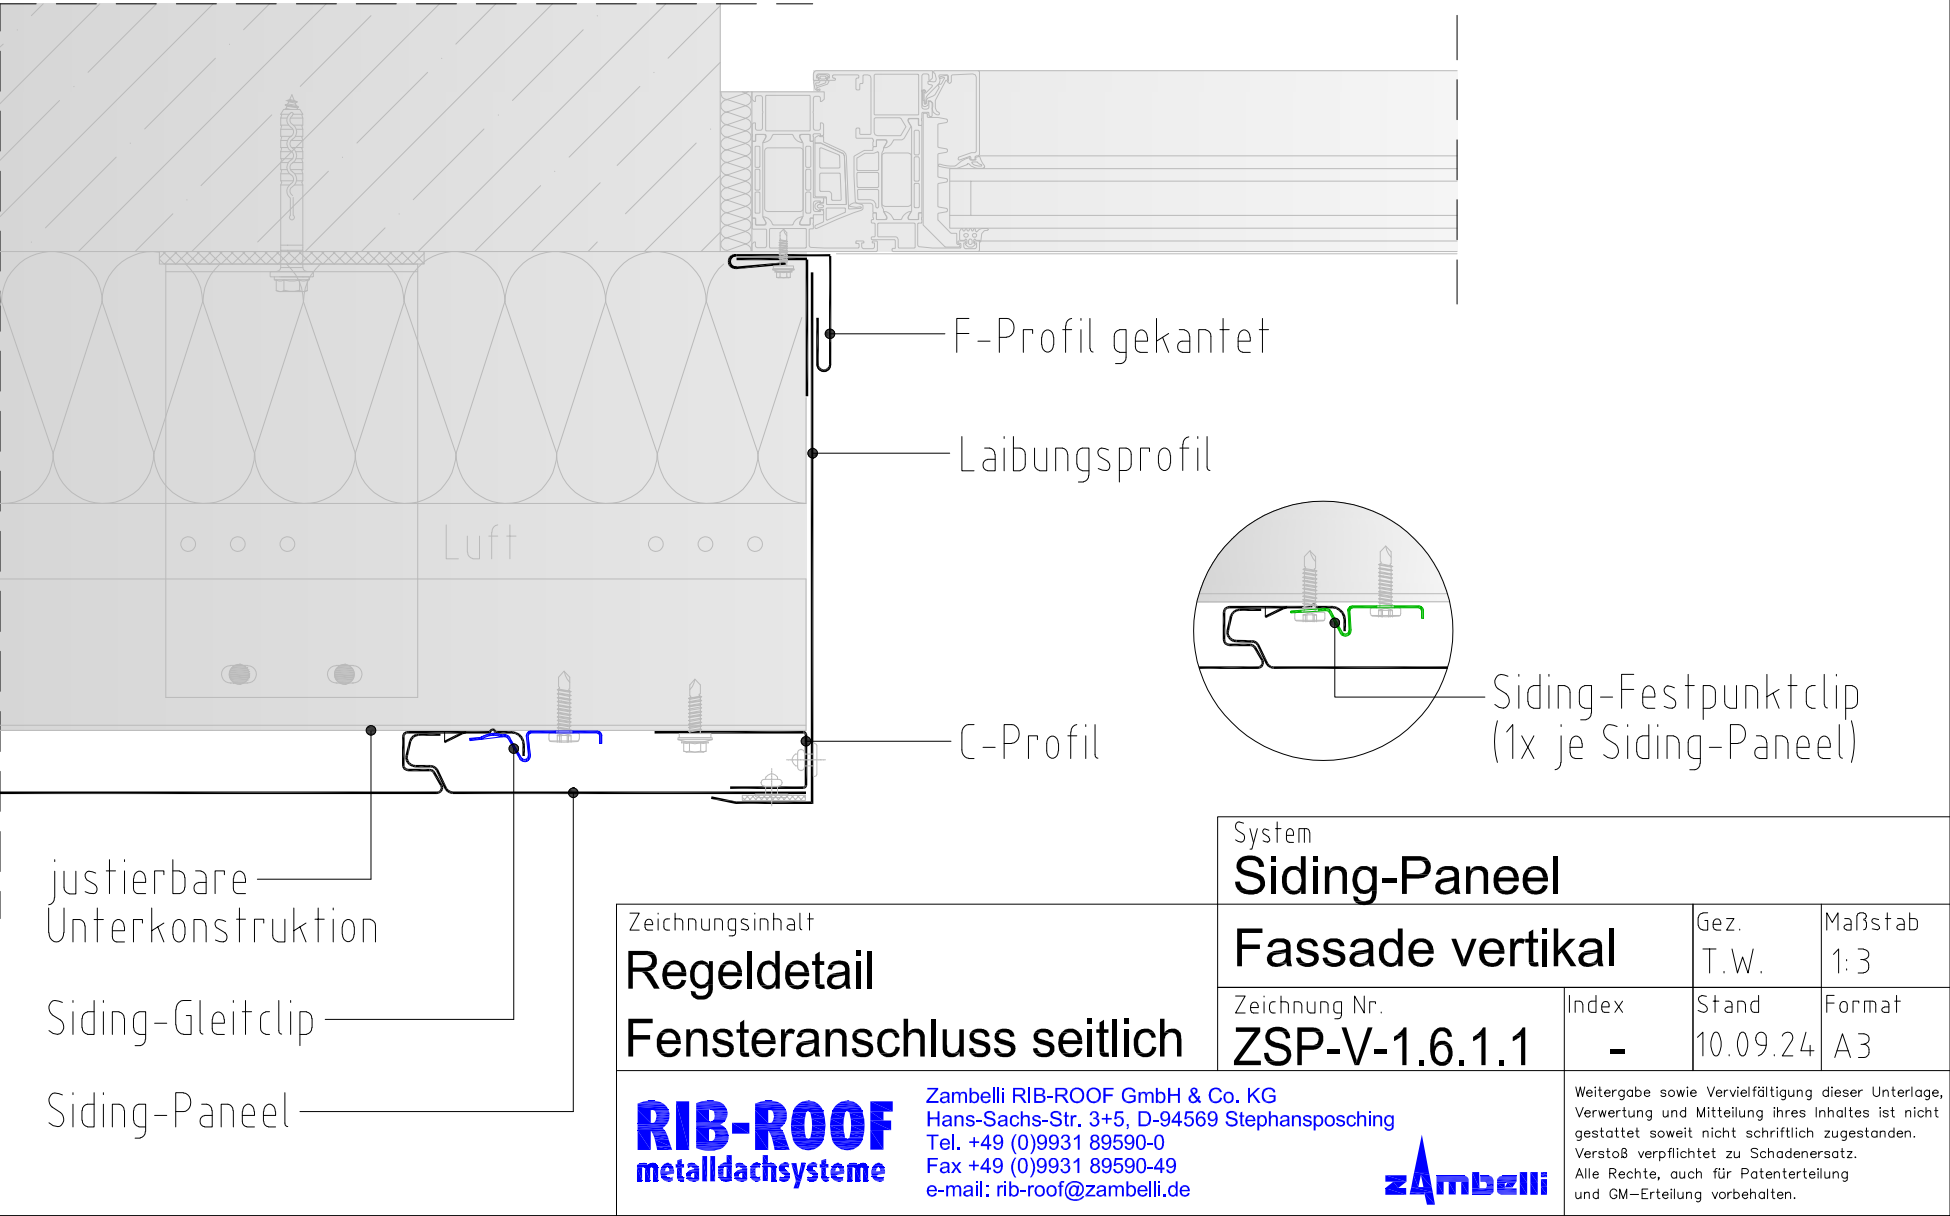 F-Profil gekantet
Laibungsprofil
Luft
Siding-Festpunktclip
(1x je Siding-Paneel)
C-Profil
justierbare
Unterkonstruktion
Siding-Gleitclip
Siding-Paneel
System
Siding-Paneel
Zeichnungsinhalt
Regeldetail
Fensteranschluss seitlich
Fassade vertikal
Gez.
T.W.
Maßstab
1:3
Zeichnung Nr.
ZSP-V-1.6.1.1
Index
-
Stand
10.09.24
Format
A3
RIB-ROOF
metalldachsysteme
Zambelli RIB-ROOF GmbH & Co. KG
Hans-Sachs-Str. 3+5, D-94569 Stephansposching
Tel. +49 (0)9931 89590-0
Fax +49 (0)9931 89590-49
e-mail: rib-roof@zambelli.de
zambelli
Weitergabe sowie Vervielfältigung dieser Unterlage,
Verwertung und Mitteilung ihres Inhaltes ist nicht
gestattet soweit nicht schriftlich zugestanden.
Verstoß verpflichtet zu Schadenersatz.
Alle Rechte, auch für Patenterteilung
und GM-Erteilung vorbehalten.